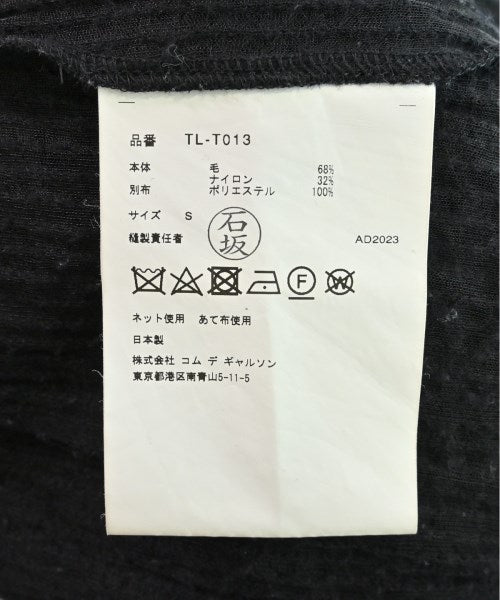 品番 TL-T013
本体 毛 68%
ナイロン 32%
別布 ポリエステル 100%
サイズ S
縫製責任者 石坂 AD2023
F W
ネット使用 あて布使用
日本製
株式会社 コム デ ギャルソン
東京都港区南青山5-11-5